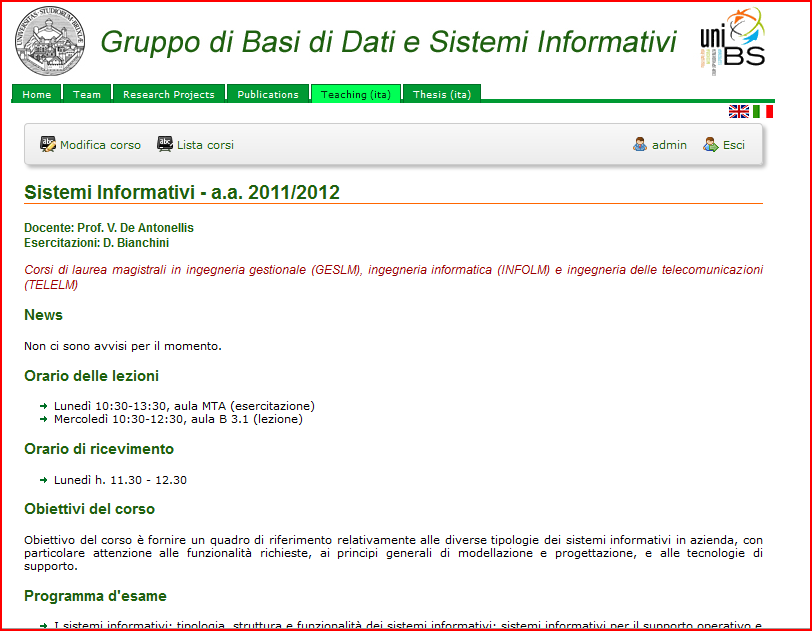 Gruppo di Basi di Dati e Sistemi Informativi
uni
BS
Home Team Research Projects Publications Teaching (ita) Thesis (ita)
Modifica corso Lista corsi admin Esci
Sistemi Informativi - a.a. 2011/2012
Docente: Prof. V. De Antonellis
Esercitazioni: D. Bianchini
Corsi di laurea magistrali in ingegneria gestionale (GESLM), ingegneria informatica (INFOLM) e ingegneria delle telecomunicazioni
(TELELM)
News
Non ci sono avvisi per il momento.
Orario delle lezioni
Lunedì 10:30-13:30, aula MTA (esercitazione)
Mercoledì 10:30-12:30, aula B 3.1 (lezione)
Orario di ricevimento
Lunedì h. 11.30 - 12.30
Obiettivi del corso
Obiettivo del corso è fornire un quadro di riferimento relativamente alle diverse tipologie dei sistemi informativi in azienda, con
particolare attenzione alle funzionalità richieste, ai principi generali di modellazione e progettazione, e alle tecnologie di
supporto.
Programma d'esame
I sistemi informativi: tipologia, struttura e funzionalità dei sistemi informativi; sistemi informativi per il supporto operativo e